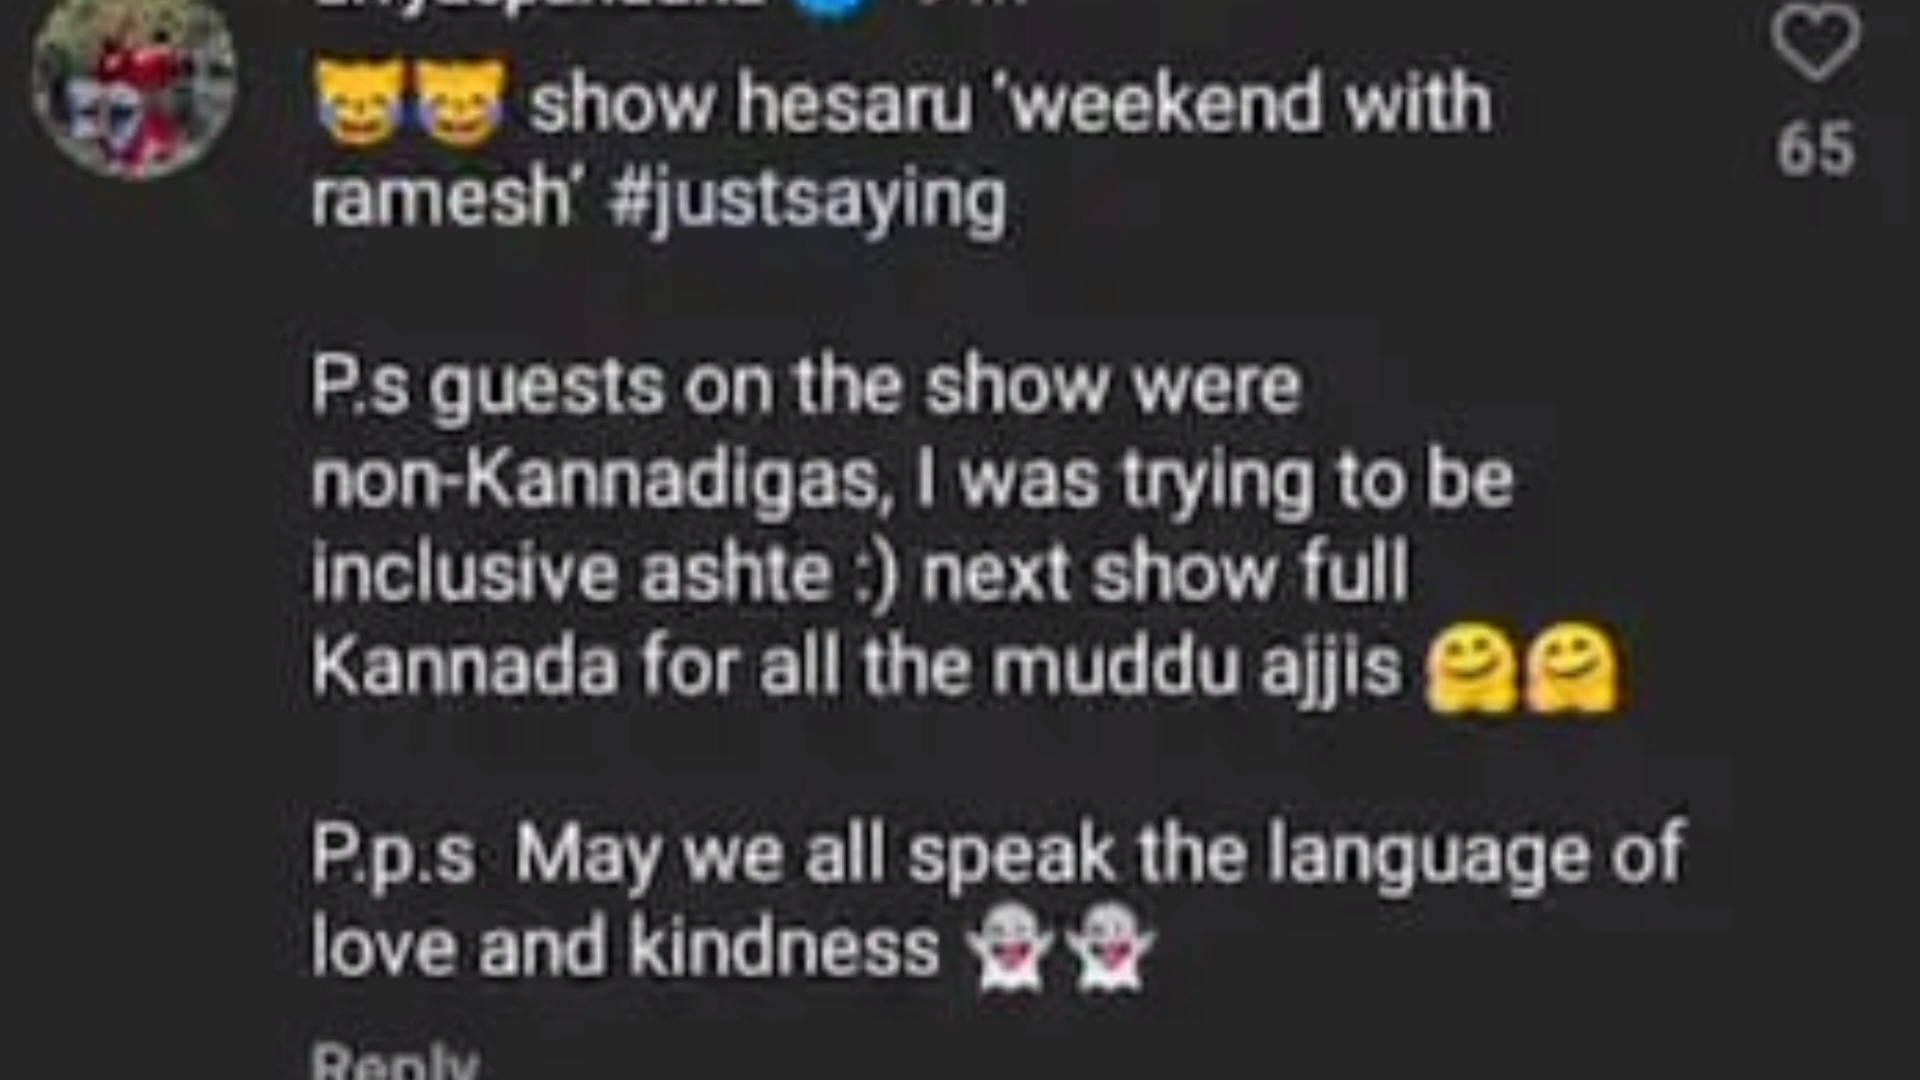 😹😹 show hesaru 'weekend with
ramesh' #justsaying
65
P.s guests on the show were
non-Kannadigas, I was trying to be
inclusive ashte :) next show full
Kannada for all the muddu ajjis 🤗🤗
P.p.s May we all speak the language of
love and kindness 👻👻
Reply